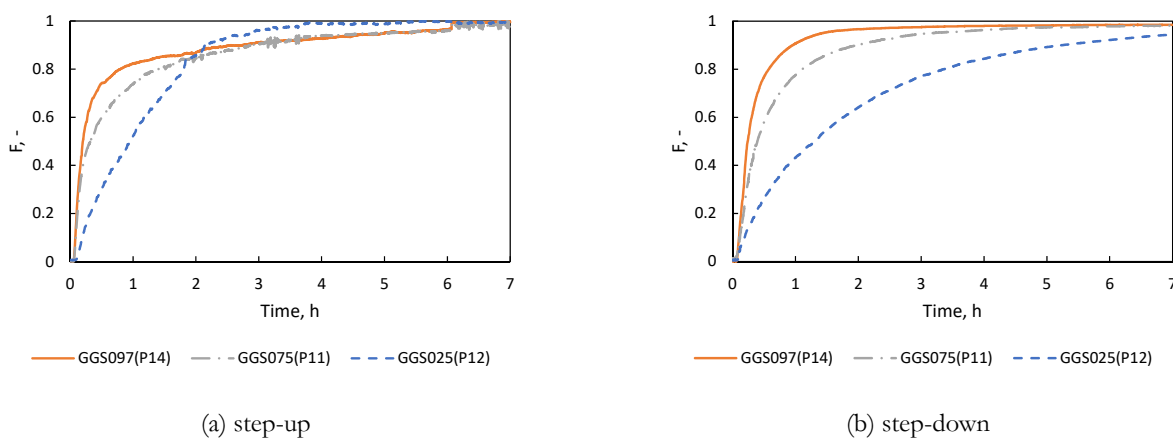 1
0.8
0.6
F, -
0.4
0.2
0
0 1 2 3 4 5 6 7
Time, h
GGS097(P14) GGS075(P11) GGS025(P12)
(a) step-up
1
0.8
0.6
F, -
0.4
0.2
0
0 1 2 3 4 5 6 7
Time, h
GGS097(P14) GGS075(P11) GGS025(P12)
(b) step-down